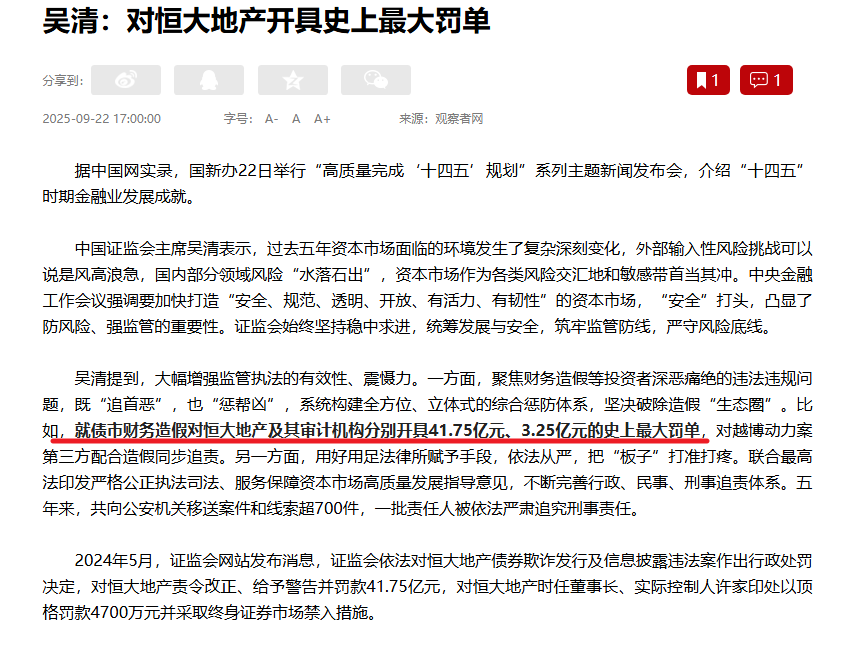 吴清：对恒大地产开具史上最大罚单
分享到:
1
1
2025-09-22 17:00:00 字号： A- A A+ 来源：观察者网
据中国网实录，国新办22日举行“高质量完成‘十四五’规划”系列主题新闻发布会，介绍“十四五”
时期金融业发展成就。
中国证监会主席吴清表示，过去五年资本市场面临的环境发生了复杂深刻变化，外部输入性风险挑战可以
说是风高浪急，国内部分领域风险“水落石出”，资本市场作为各类风险交汇地和敏感带首当其冲。中央金融
工作会议强调要加快打造“安全、规范、透明、开放、有活力、有韧性”的资本市场，“安全”打头，凸显了
防风险、强监管的重要性。证监会始终坚持稳中求进，统筹发展与安全，筑牢监管防线，严守风险底线。
吴清提到，大幅增强监管执法的有效性、震慑力。一方面，聚焦财务造假等投资者深恶痛绝的违法违规问
题，既“追首恶”，也“惩帮凶”，系统构建全方位、立体式的综合惩防体系，坚决破除造假“生态圈”。比
如，就债市财务造假对恒大地产及其审计机构分别开具41.75亿元、3.25亿元的史上最大罚单，对越博动力案
第三方配合造假同步追责。另一方面，用好用足法律所赋予手段，依法从严，把“板子”打准打疼。联合最高
法印发严格公正执法司法、服务保障资本市场高质量发展指导意见，不断完善行政、民事、刑事追责体系。五
年来，共向公安机关移送案件和线索超700件，一批责任人被依法严肃追究刑事责任。
2024年5月，证监会网站发布消息，证监会依法对恒大地产债券欺诈发行及信息披露违法案作出行政处罚
决定，对恒大地产责令改正、给予警告并罚款41.75亿元，对恒大地产时任董事长、实际控制人许家印处以顶
格罚款4700万元并采取终身证券市场禁入措施。